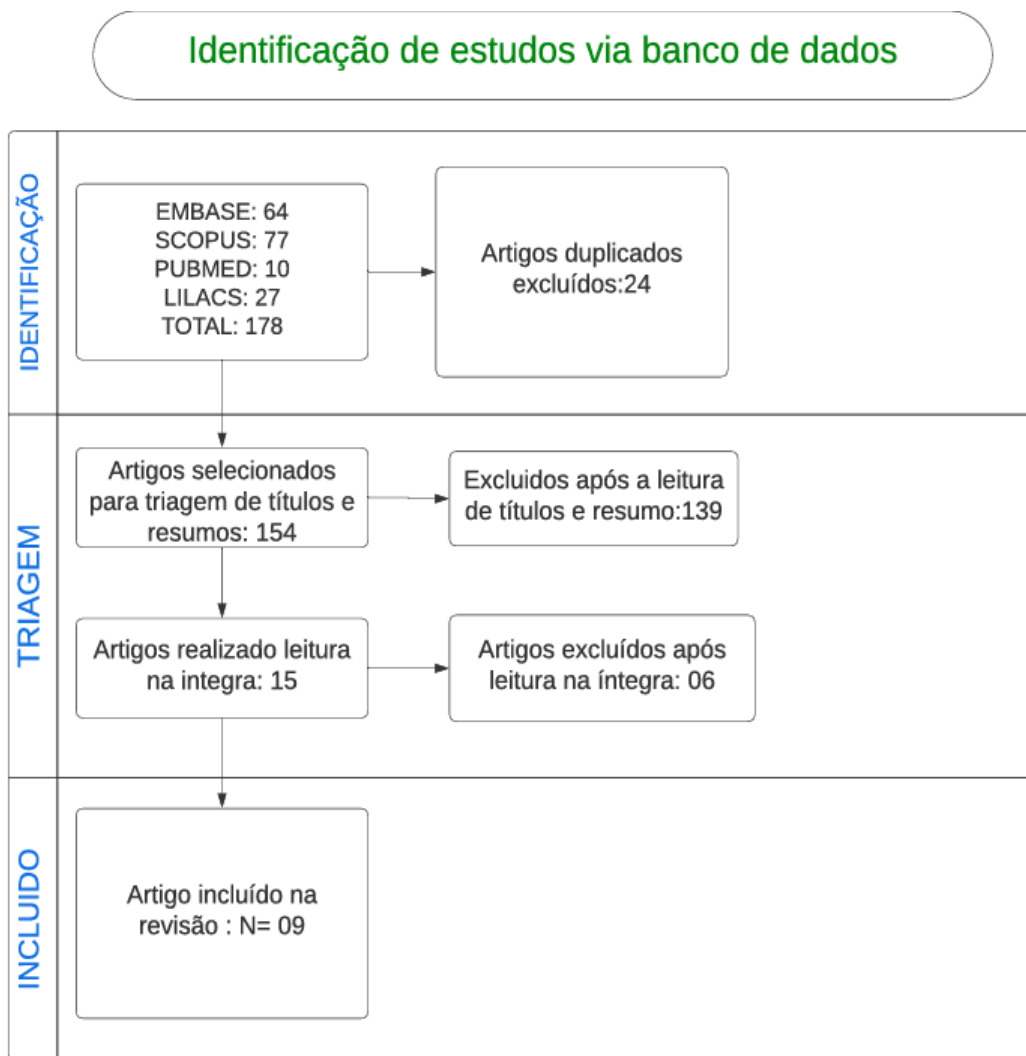 Identificação de estudos via banco de dados
IDENTIFICAÇÃO
EMBASE: 64
SCOPUS: 77
PUBMED: 10
LILACS: 27
TOTAL: 178
Artigos duplicados
excluídos:24
TRIAGEM
Artigos selecionados
para triagem de títulos e
resumos: 154
Excluidos após a leitura
de títulos e resumo:139
Artigos realizado leitura
na integra: 15
Artigos excluídos após
leitura na íntegra: 06
INCLUIDO
Artigo incluído na
revisão : N= 09